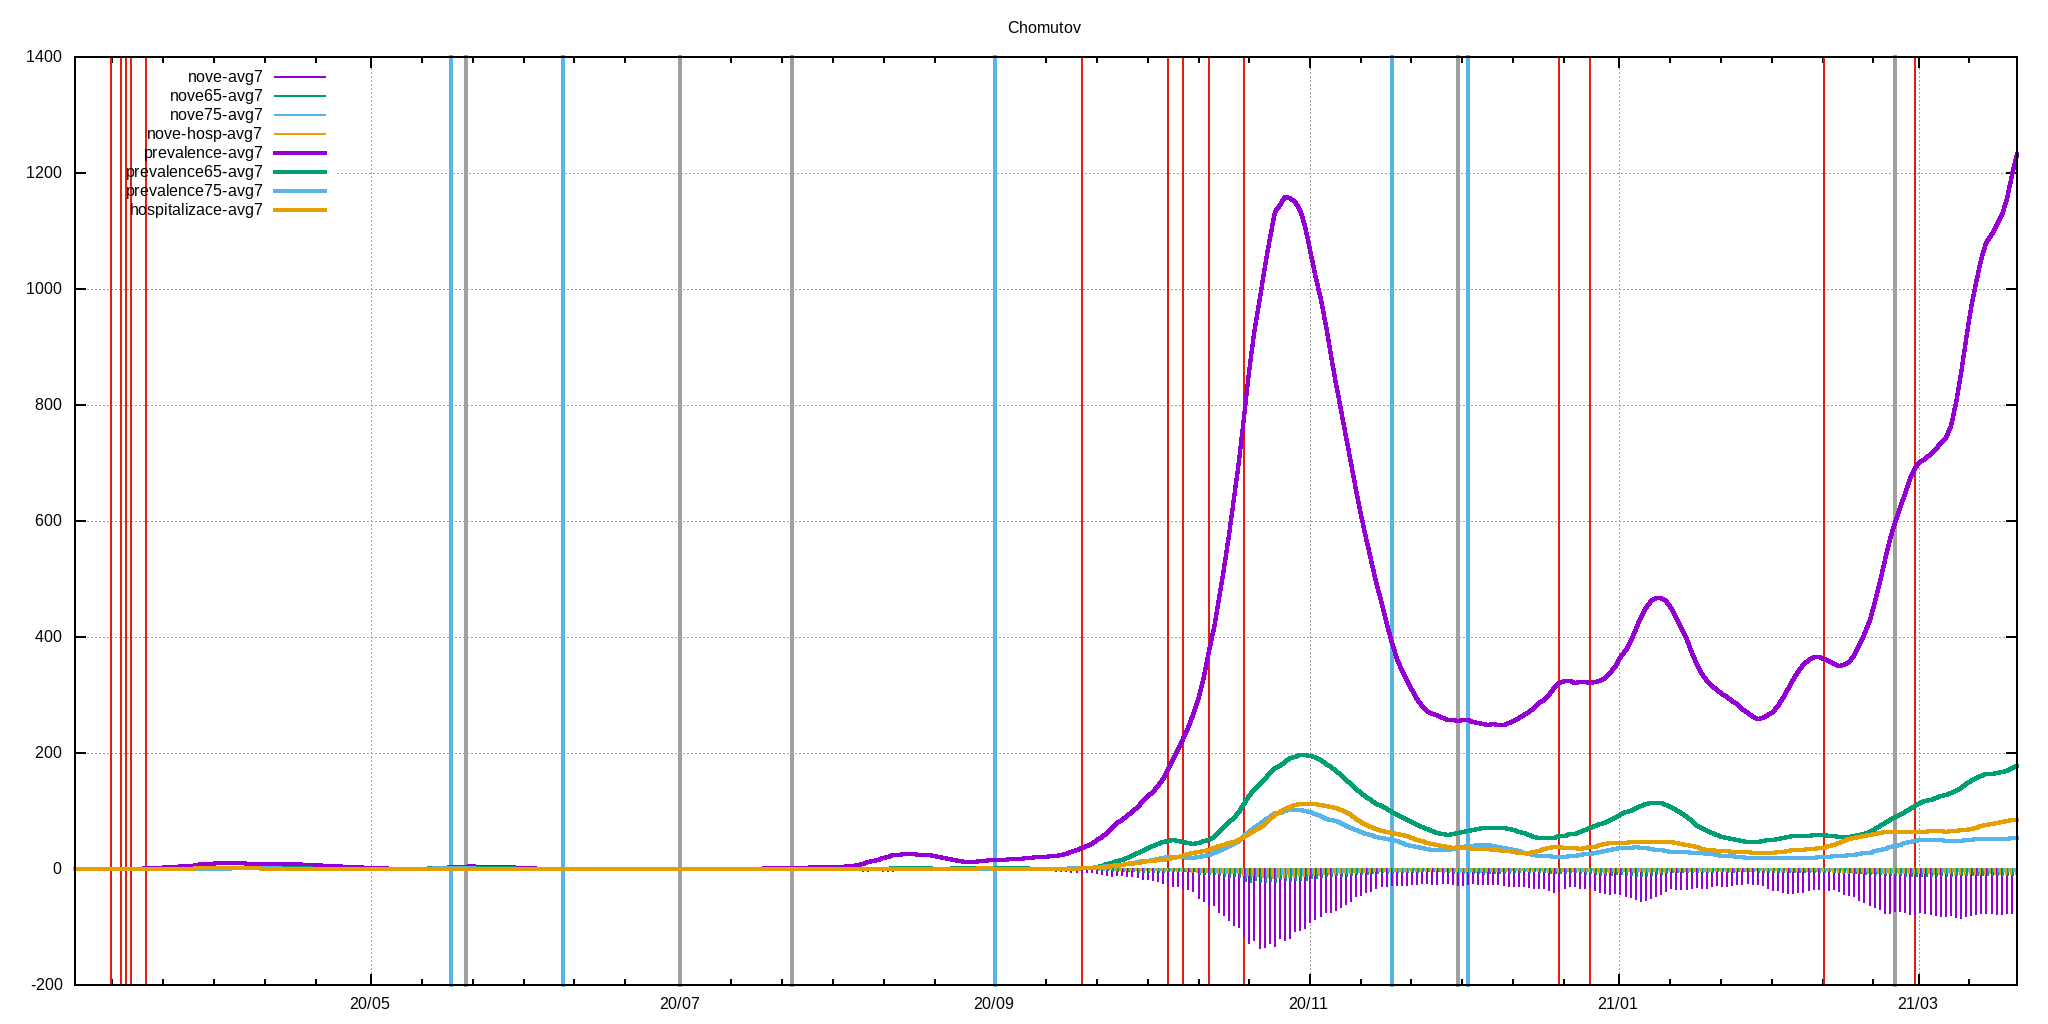 Chomutov
1400
1200
1000
800
600
400
200
0
-200
nove-avg7
nove65-avg7
nove75-avg7
nove-hosp-avg7
prevalence-avg7
prevalence65-avg7
prevalence75-avg7
hospitalizace-avg7
20/05 20/07 20/09 20/11 21/01 21/03